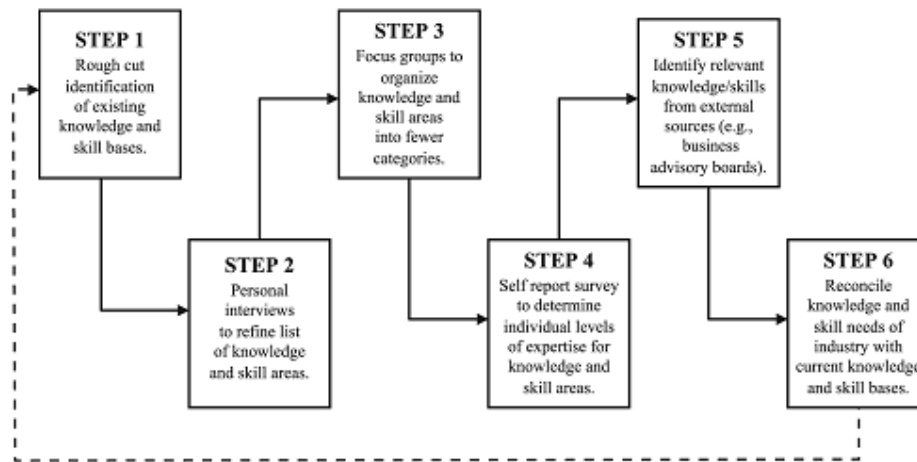 STEP 1
Rough cut
identification
of existing
knowledge and
skill bases.
STEP 2
Personal
interviews
to refine list
of knowledge
and skill areas.
STEP 3
Focus groups to
organize
knowledge and
skill areas
into fewer
categories.
STEP 4
Self report survey
to determine
individual levels
of expertise for
knowledge and
skill areas.
STEP 5
Identify relevant
knowledge/skills
from external
sources (e.g.,
business
advisory boards).
STEP 6
Reconcile
knowledge and
skill needs of
industry with
current knowledge
and skill bases.